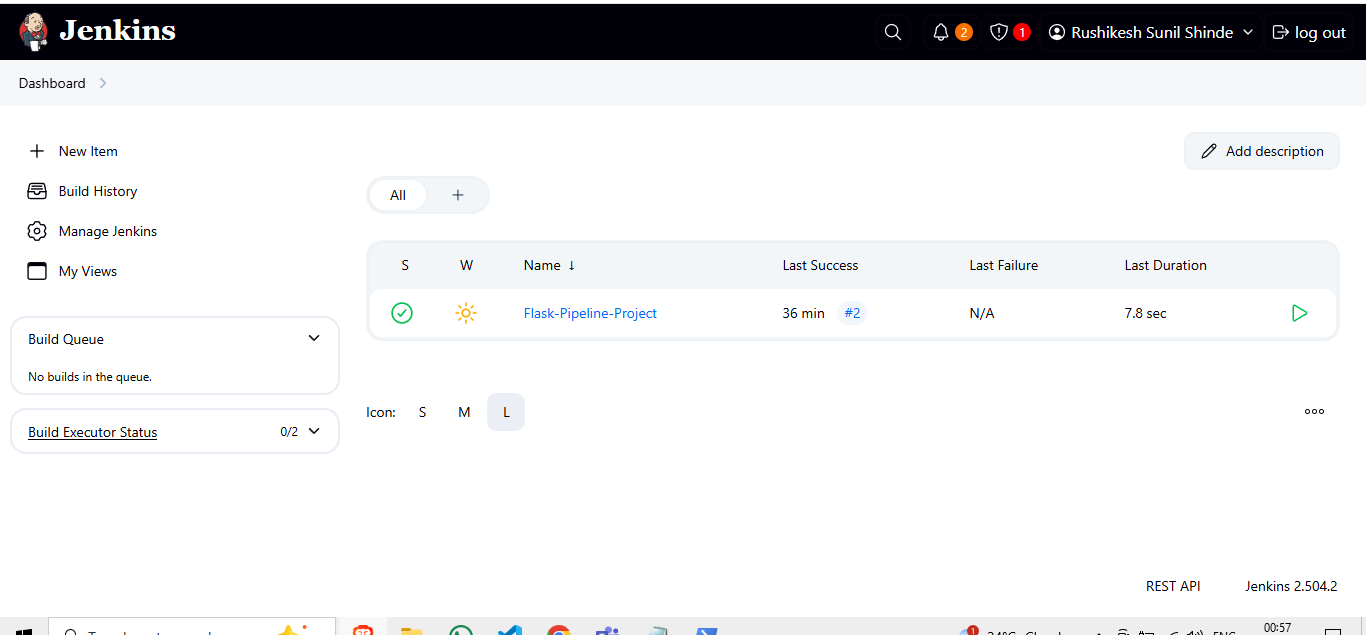 Jenkins
2
1
Rushikesh Sunil Shinde
log out
Dashboard
New Item
Build History
Manage Jenkins
My Views
Add description
All
S W Name ↓ Last Success Last Failure Last Duration
Flask-Pipeline-Project 36 min #2 N/A 7.8 sec
Build Queue
No builds in the queue.
Build Executor Status 0/2
Icon: S M L
REST API Jenkins 2.504.2
1
00:57